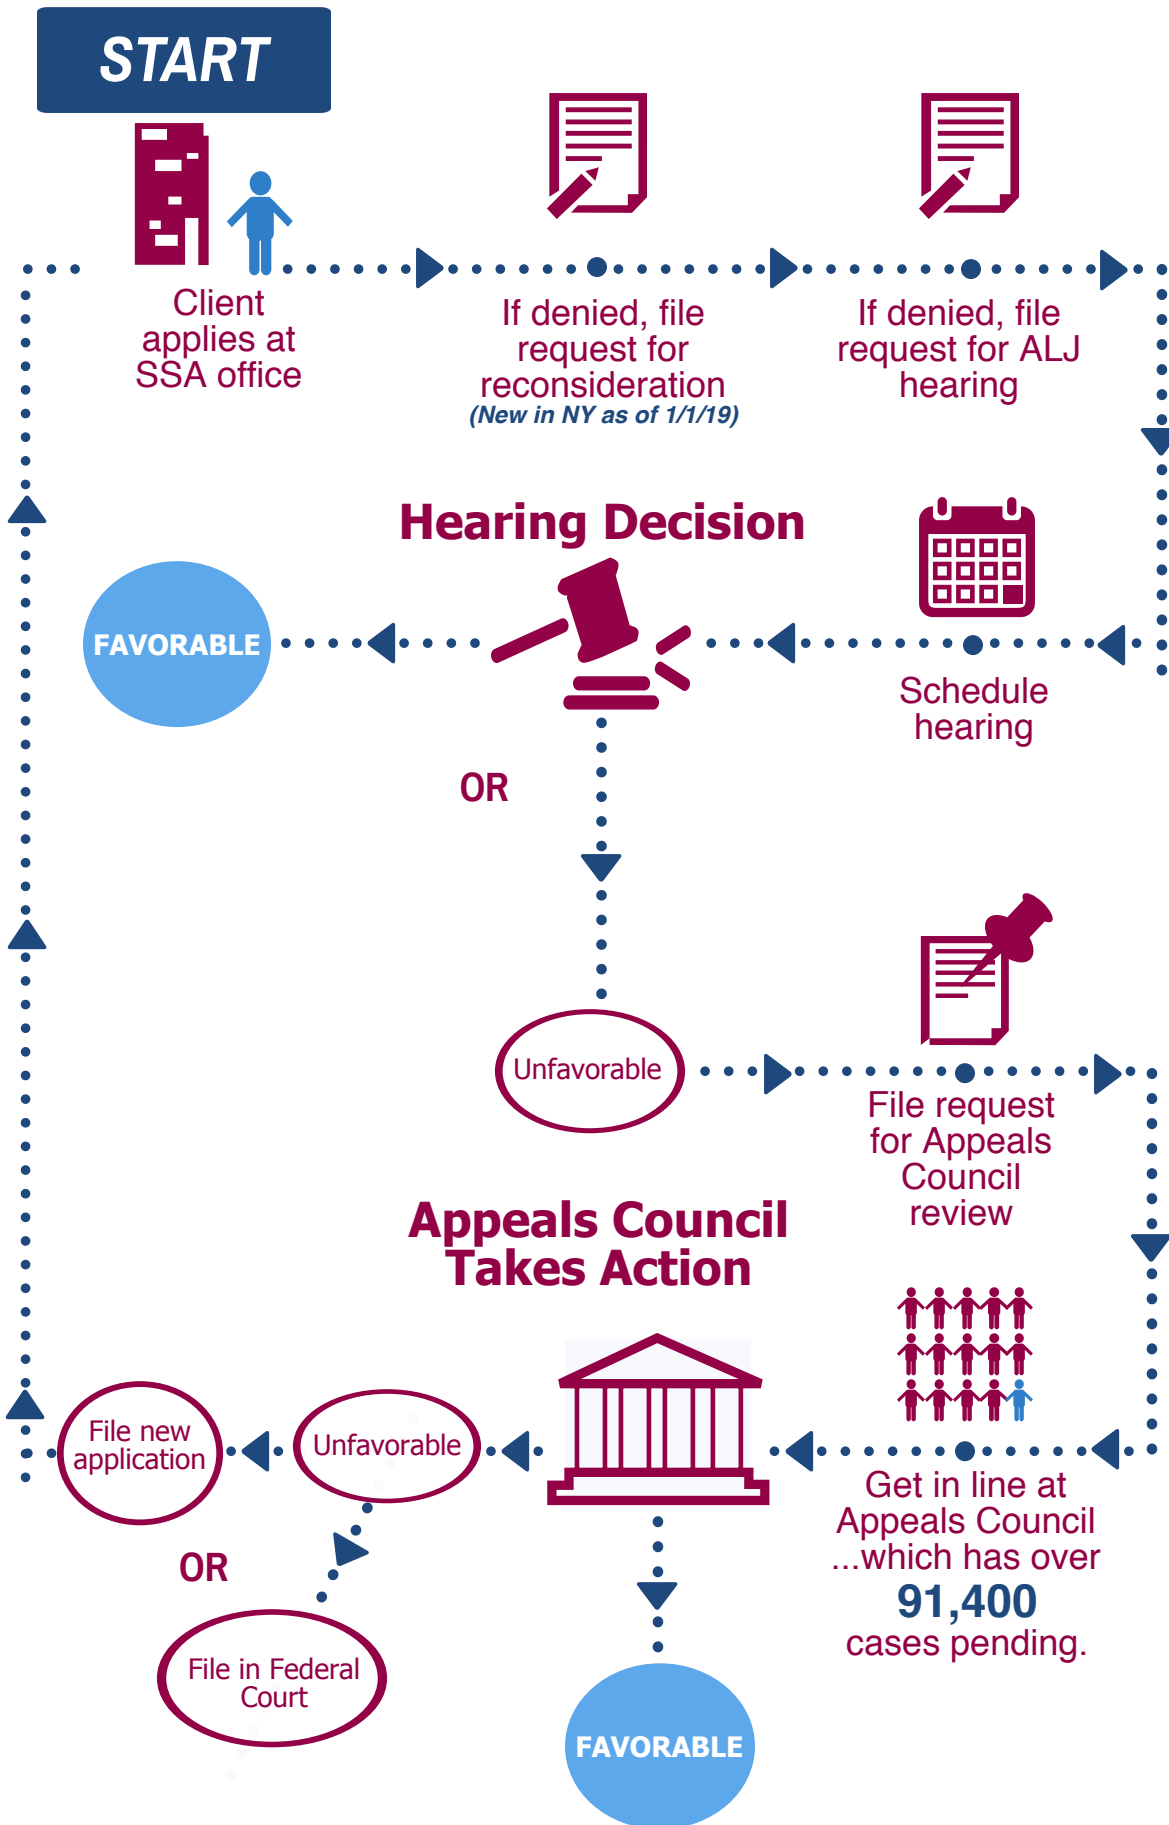 START
Client
applies at
SSA office
If denied, file
request for
reconsideration
(New in NY as of 1/1/19)
If denied, file
request for ALJ
hearing
Hearing Decision
FAVORABLE
Schedule
hearing
OR
Unfavorable
File request
for Appeals
Council
review
Appeals Council
Takes Action
File new
application
Unfavorable
Get in line at
Appeals Council
...which has over
91,400
cases pending.
OR
File in Federal
Court
FAVORABLE